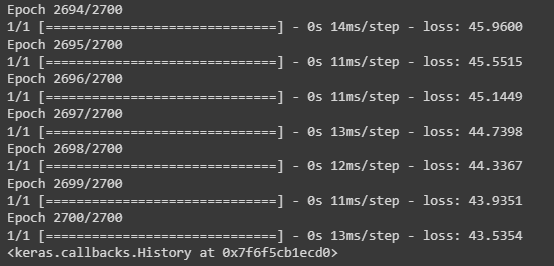 Epoch 2694/2700
1/1 [==============================] - 0s 14ms/step - loss: 45.9600
Epoch 2695/2700
1/1 [==============================] - 0s 11ms/step - loss: 45.5515
Epoch 2696/2700
1/1 [==============================] - 0s 11ms/step - loss: 45.1449
Epoch 2697/2700
1/1 [==============================] - 0s 13ms/step - loss: 44.7398
Epoch 2698/2700
1/1 [==============================] - 0s 12ms/step - loss: 44.3367
Epoch 2699/2700
1/1 [==============================] - 0s 11ms/step - loss: 43.9351
Epoch 2700/2700
1/1 [==============================] - 0s 13ms/step - loss: 43.5354
<keras.callbacks.History at 0x7f6f5cb1ecd0>